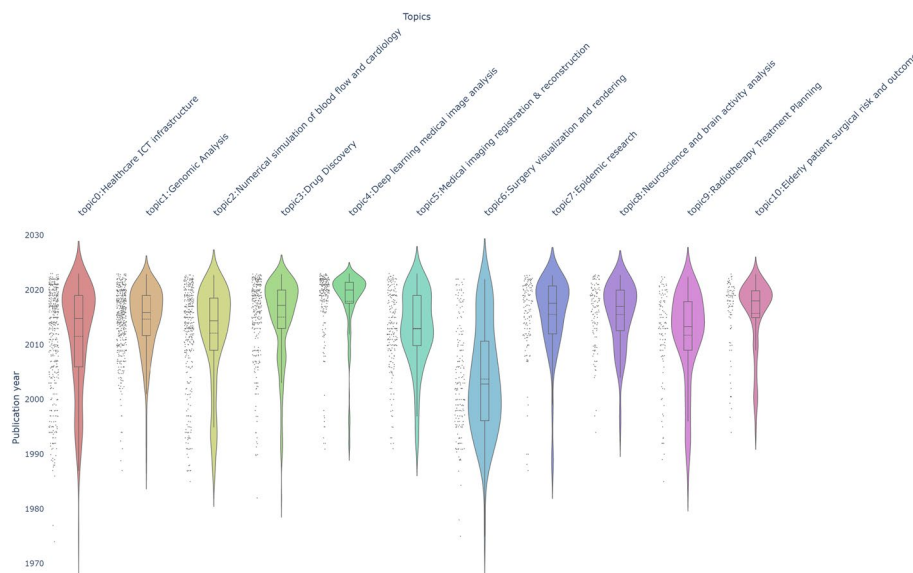 Topics
topic0:Healthcare ICT infrastructure
topic1:Genomic Analysis
topic2:Numerical simulation of blood flow and cardiology
topic3:Drug Discovery
topic4:Deep learning medical image analysis
topic5:Medical imaging registration & reconstruction
topic6:Surgery visualization and rendering
topic7:Epidemic research
topic8:Neuroscience and brain activity analysis
topic9:Radiotherapy Treatment Planning
topic10:Elderly patient surgical risk and outcome
Publication year
2030
2020
2010
2000
1990
1980
1970